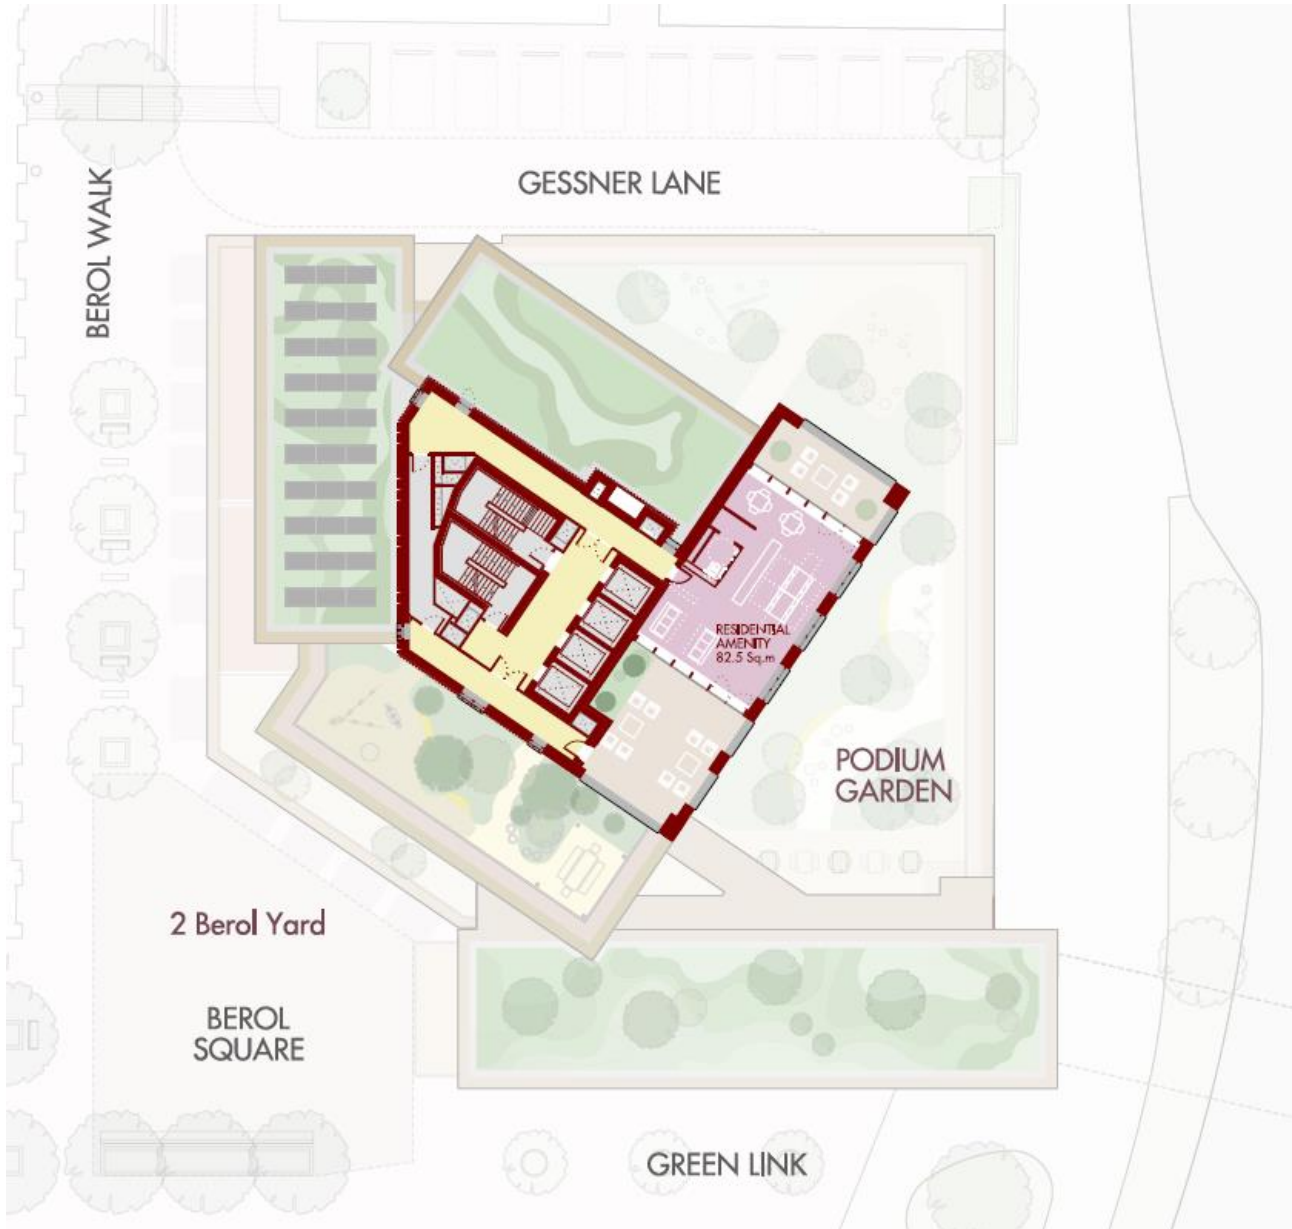 GESSNER LANE
BEROL WALK
RESIDENTIAL
AMENITY
82.5 Sq.m
PODIUM
GARDEN
2 Berol Yard
BEROL
SQUARE
GREEN LINK